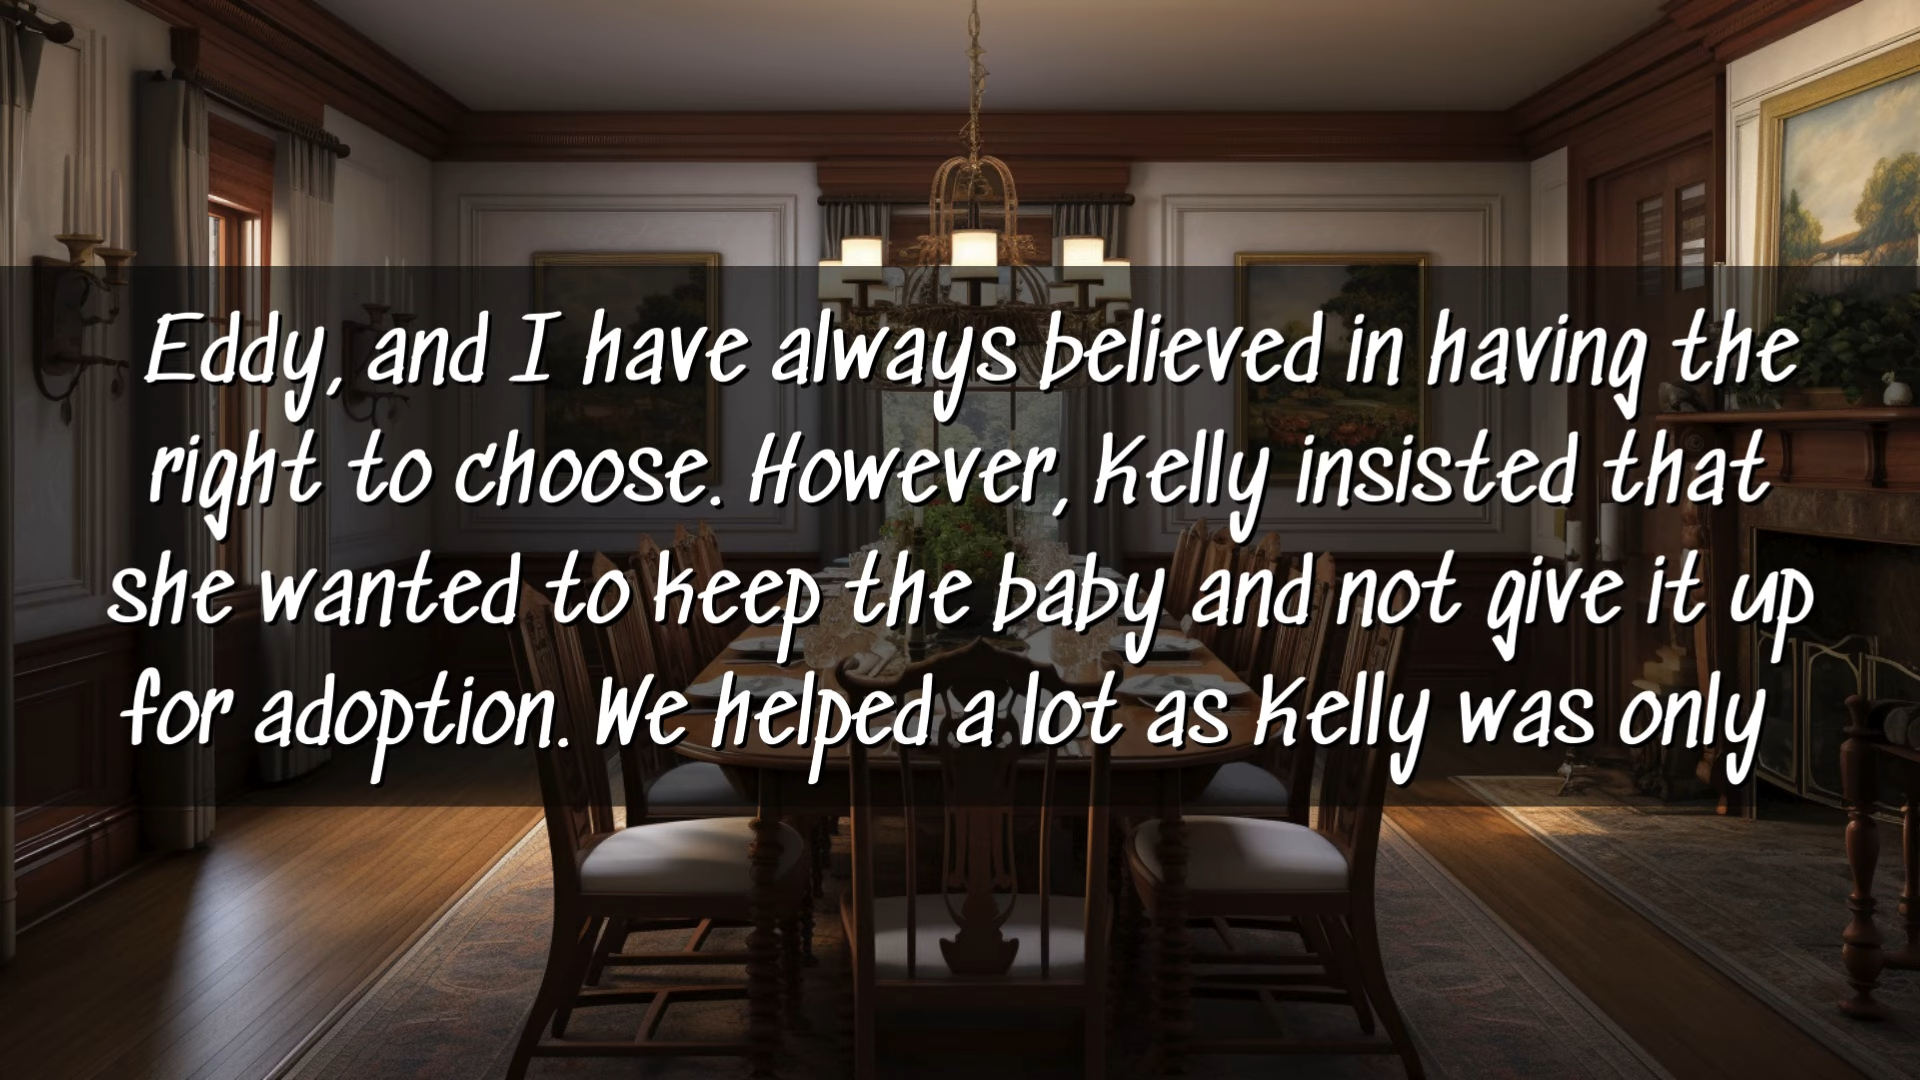 Eddy, and I have always believed in having the
right to choose. However, Kelly insisted that
she wanted to keep the baby and not give it up
for adoption. We helped a lot as Kelly was only